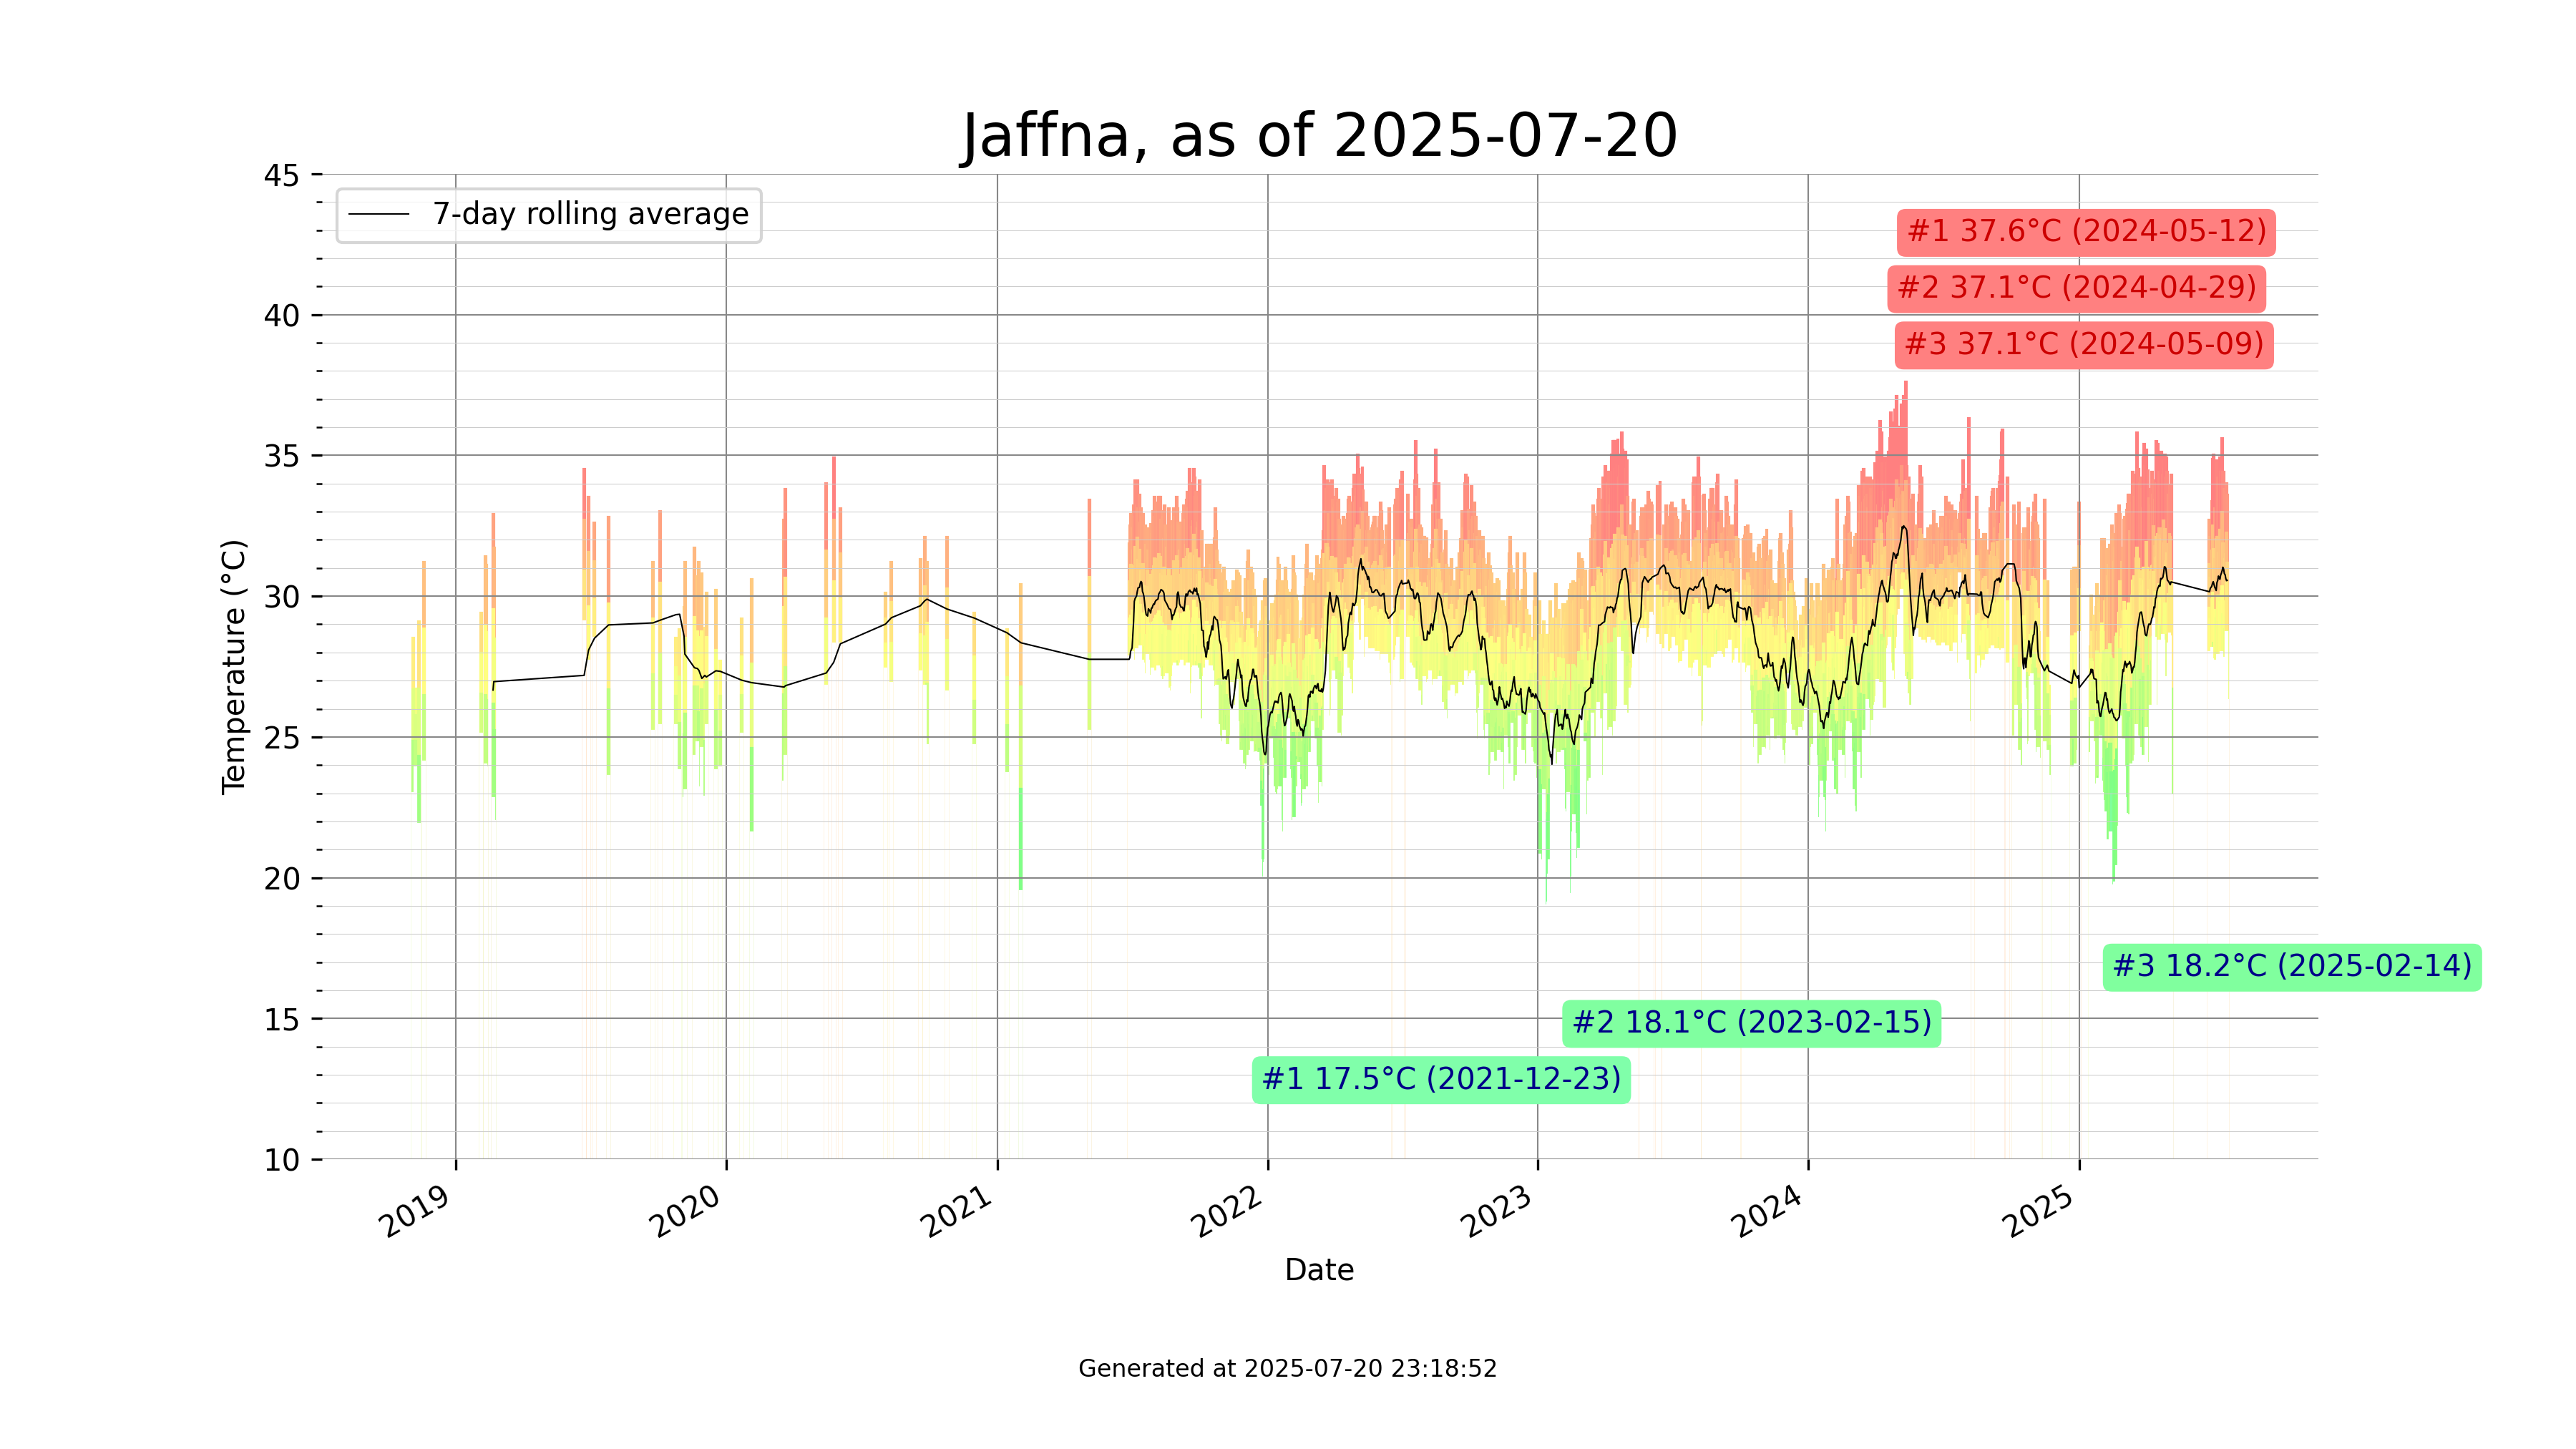 Jaffna, as of 2025-07-20
45
40
35
30
25
20
15
10
Temperature (°C)
7-day rolling average
#1 37.6°C (2024-05-12)
#2 37.1°C (2024-04-29)
#3 37.1°C (2024-05-09)
#3 18.2°C (2025-02-14)
#2 18.1°C (2023-02-15)
#1 17.5°C (2021-12-23)
2019
2020
2021
2022
2023
2024
2025
Date
Generated at 2025-07-20 23:18:52